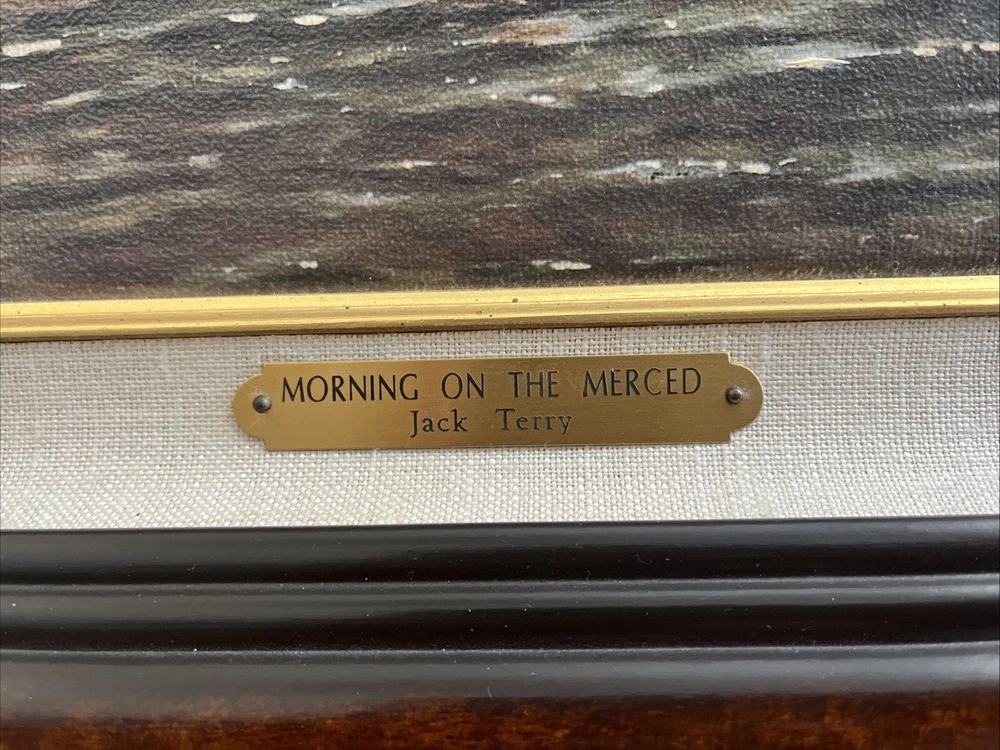 MORNING ON THE MERCED
Jack Terry